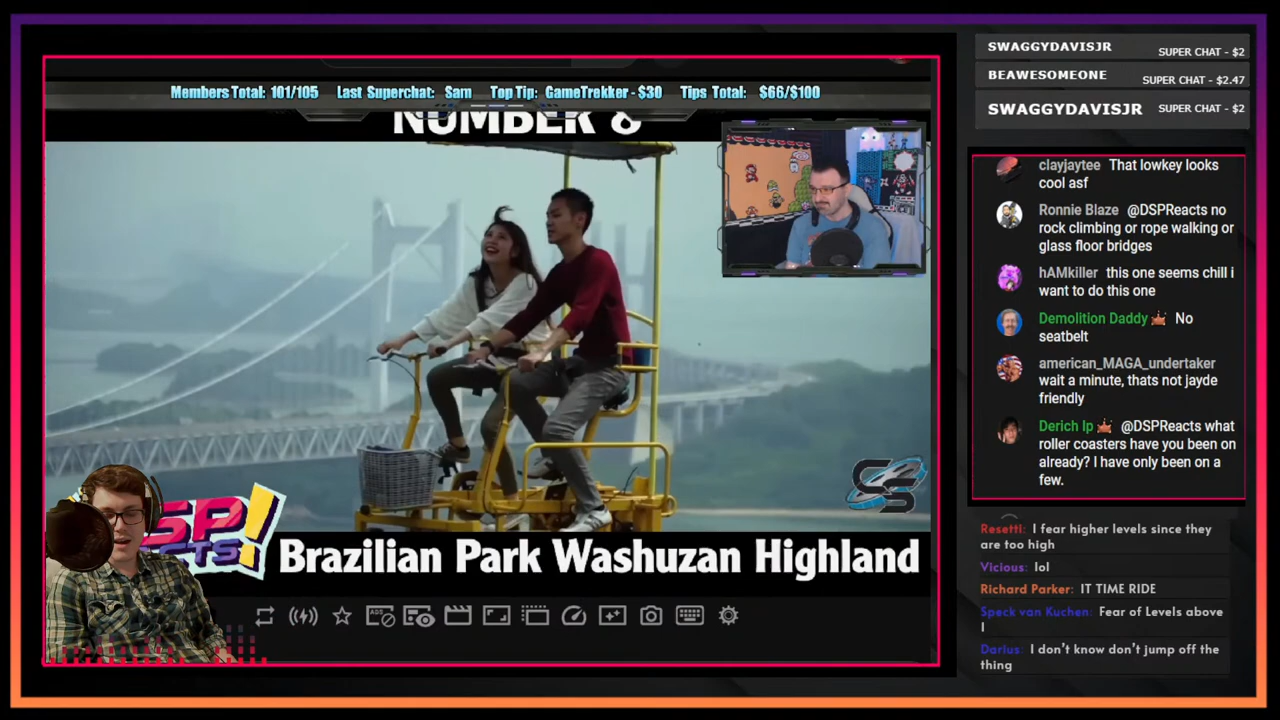 Members Total: 101/105 Last Superchat: Sam Top Tip: GameTrekker - $30 Tips Total: $66/$100
NUMBER 8
CS
SP!
CTS!
Brazilian Park Washuzan Highland
ADS
SWAGGYDAVISJR SUPER CHAT - $2
BEAWESOMEONE SUPER CHAT - $2.47
SWAGGYDAVISJR SUPER CHAT - $2
clayjaytee That lowkey looks
cool asf
Ronnie Blaze @DSPReacts no
rock climbing or rope walking or
glass floor bridges
hAMkiller this one seems chill i
want to do this one
Demolition Daddy No
seatbelt
american_MAGA_undertaker
wait a minute, thats not jayde
friendly
Derich Ip @DSPReacts what
roller coasters have you been on
already? I have only been on a
few.
Resetti: I fear higher levels since they
are too high
Vicious: lol
Richard Parker: IT TIME RIDE
Speck van Kuchen: Fear of Levels above
I
Darius: I don't know don't jump off the
thing